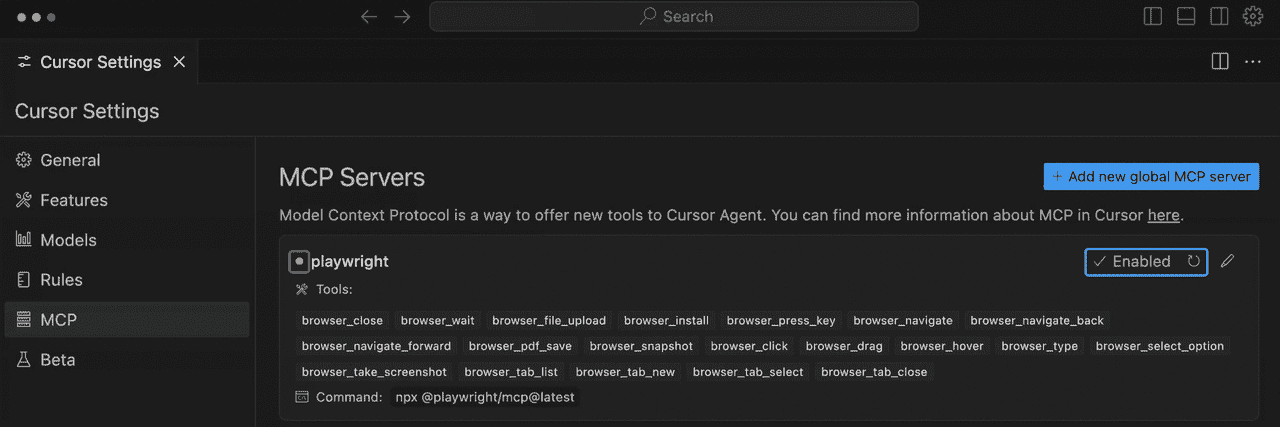 Search
Cursor Settings
Cursor Settings
General
Features
Models
Rules
MCP
Beta
MCP Servers
+ Add new global MCP server
Model Context Protocol is a way to offer new tools to Cursor Agent. You can find more information about MCP in Cursor here.
playwright
Enabled
Tools:
browser_close browser_wait browser_file_upload browser_install browser_press_key browser_navigate browser_navigate_back
browser_navigate_forward browser_pdf_save browser_snapshot browser_click browser_drag browser_hover browser_type browser_select_option
browser_take_screenshot browser_tab_list browser_tab_new browser_tab_select browser_tab_close
Command: npx @playwright/mcp@latest